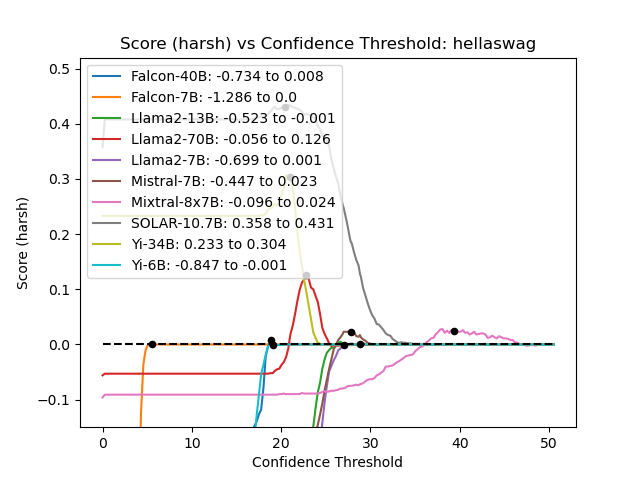 Score (harsh) vs Confidence Threshold: hellaswag
Score (harsh)
0.5
0.4
0.3
0.2
0.1
0.0
−0.1
Falcon-40B: -0.734 to 0.008
Falcon-7B: -1.286 to 0.0
Llama2-13B: -0.523 to -0.001
Llama2-70B: -0.056 to 0.126
Llama2-7B: -0.699 to 0.001
Mistral-7B: -0.447 to 0.023
Mixtral-8x7B: -0.096 to 0.024
SOLAR-10.7B: 0.358 to 0.431
Yi-34B: 0.233 to 0.304
Yi-6B: -0.847 to -0.001
0 10 20 30 40 50
Confidence Threshold